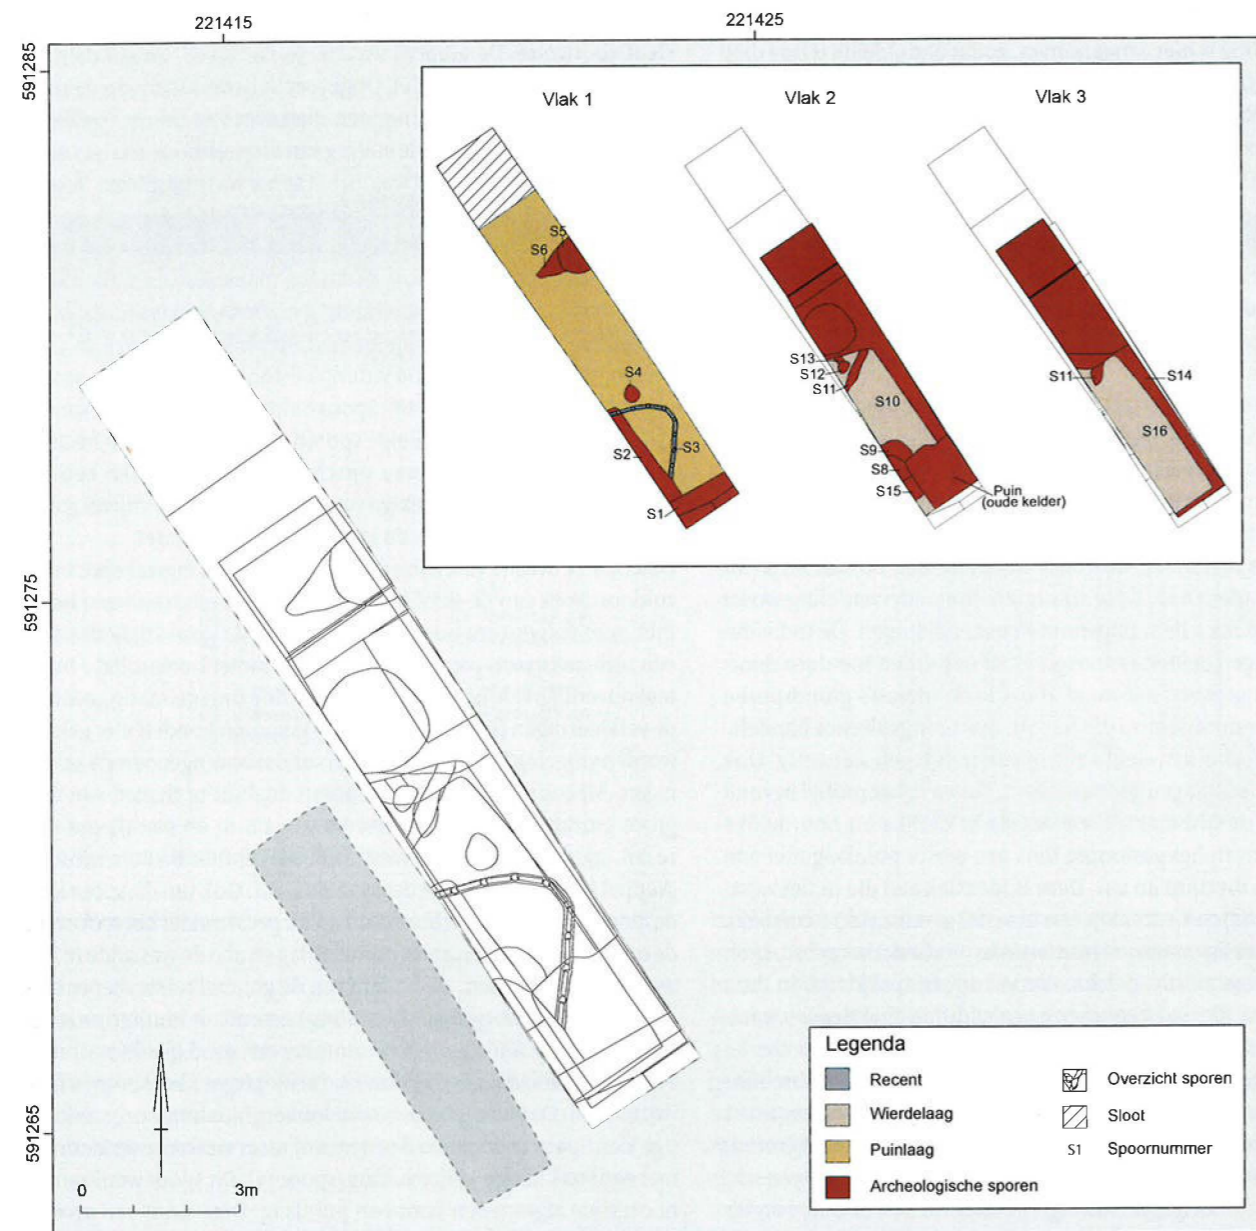 221415
221425
591285
591275
591265
Vlak 1
Vlak 2
Vlak 3
S5
S6
S4
S3
S2
S1
S13
S12
S11
S10
S9
S8
S15
Puin
(oude kelder)
S11
S14
S16
0
3m
Legenda
Recent
Wierdelaag
Puinlaag
Archeologische sporen
Overzicht sporen
Sloot
S1
Spoornummer